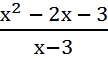 x² − 2x − 3
x−3